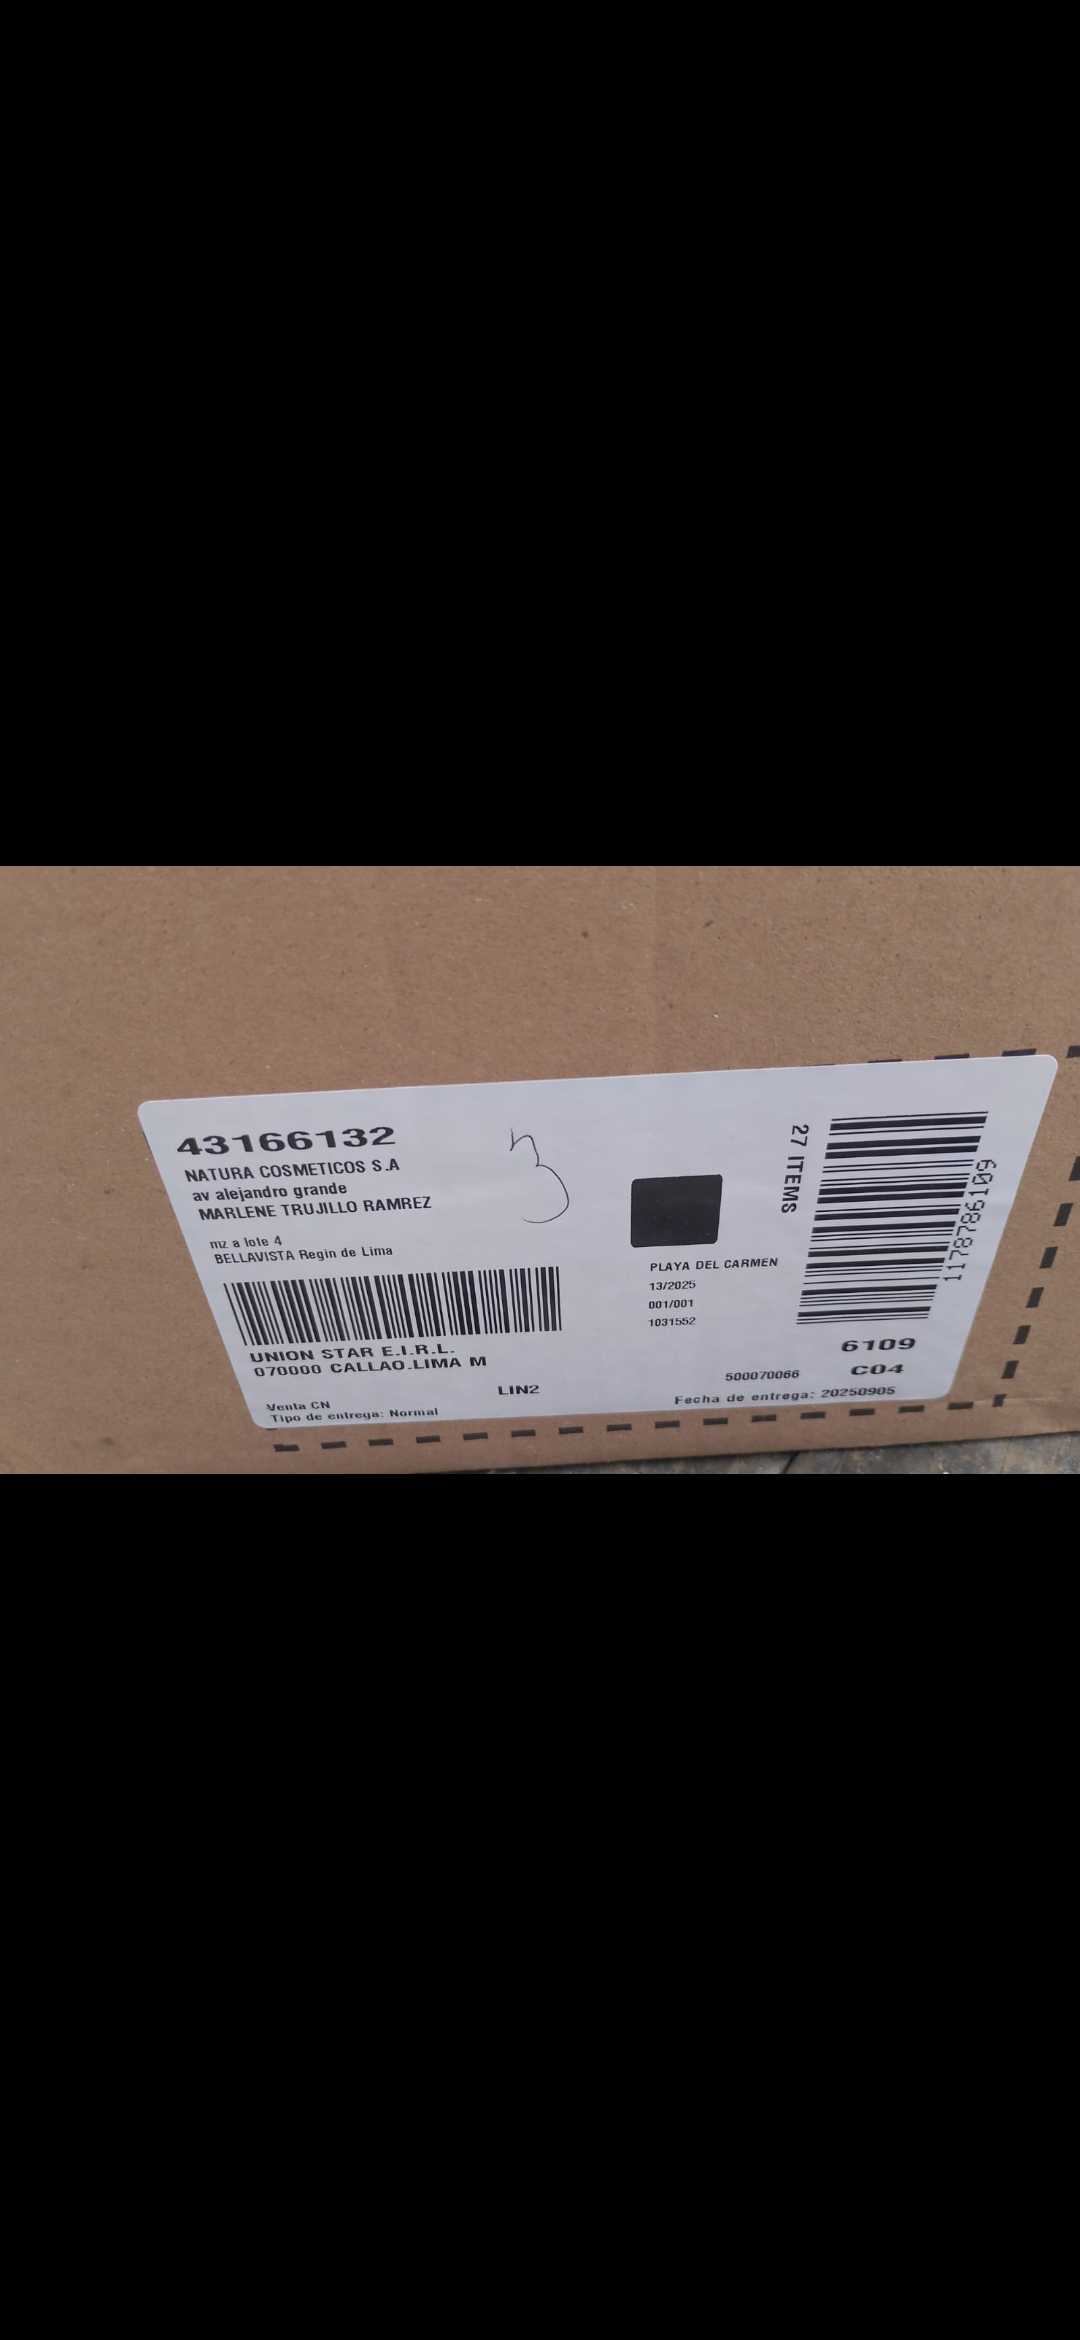 43166132
NATURA COSMETICOS S.A
av alejandro grande
MARLENE TRUJILLO RAMREZ
mz a lote 4
BELLAVISTA Regin de Lima
UNION STAR E.I.R.L.
070000 CALLAO.LIMA M
LIN2
Venta CN
Tipo de entrega: Normal
3
PLAYA DEL CARMEN
13/2025
001/001
1031552
27 ITEMS
1178786109
6109
500070066 C04
Fecha de entrega: 20250905